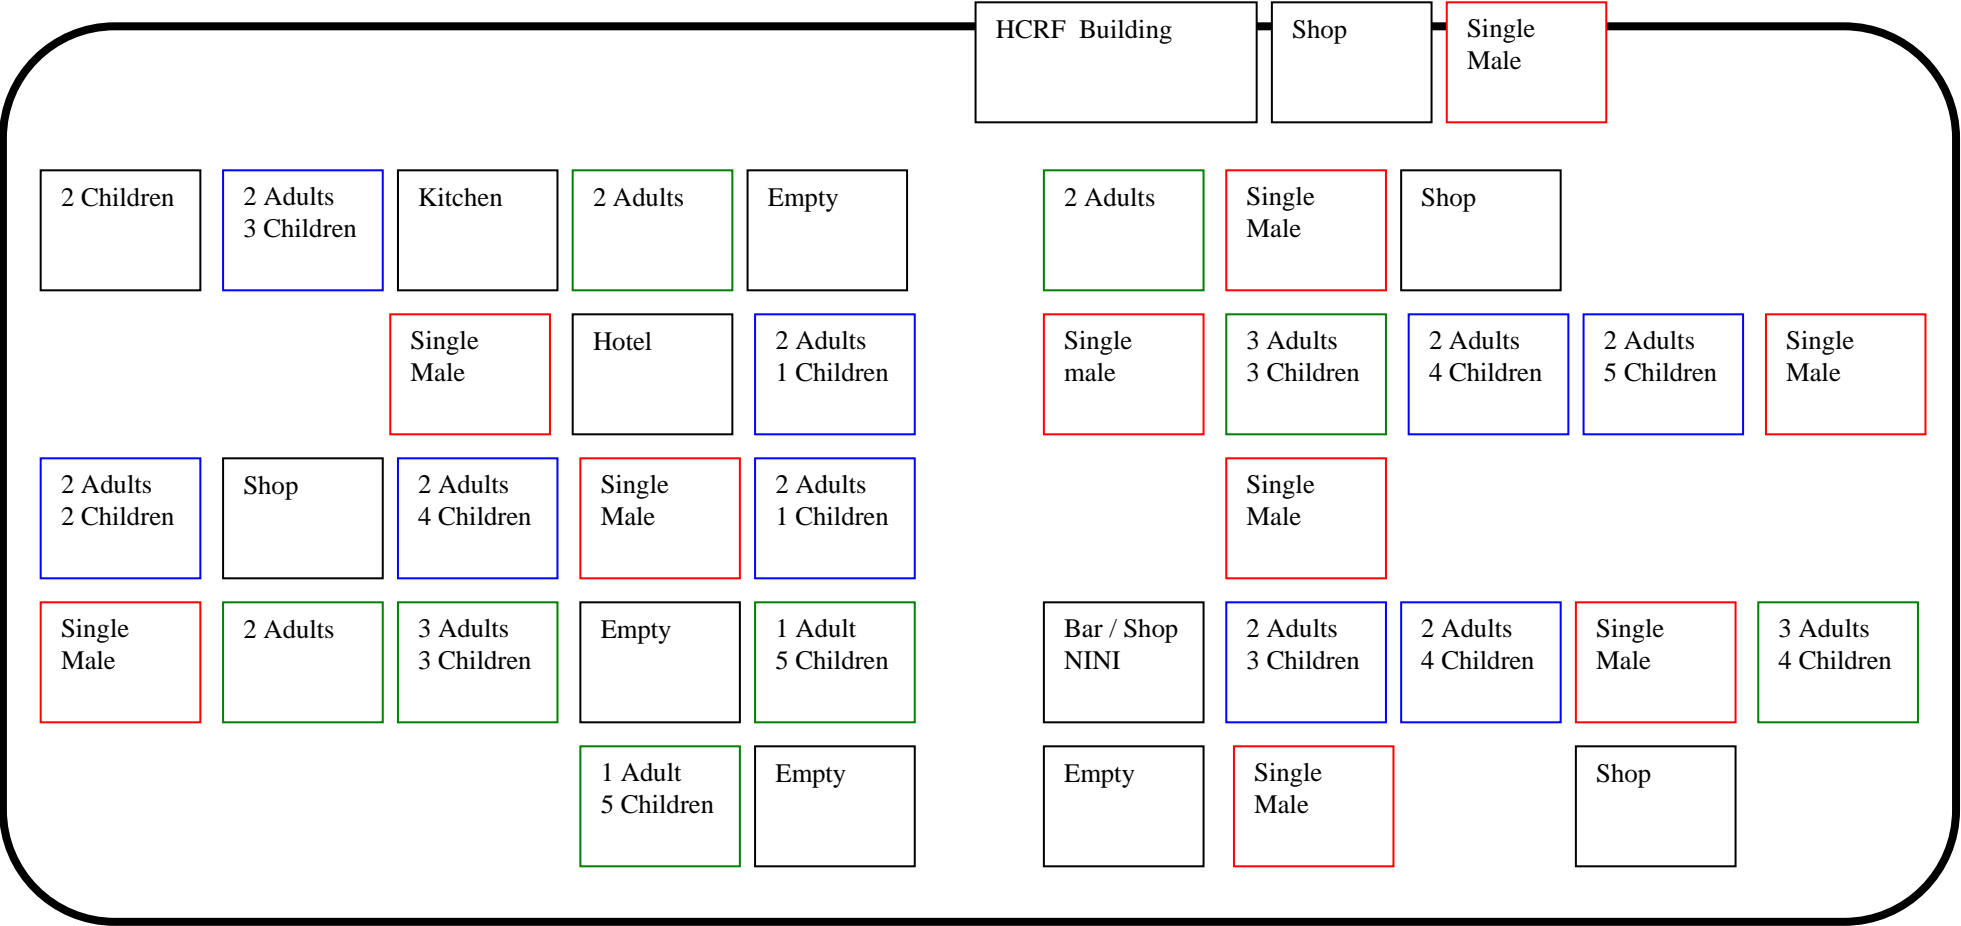 HCRF  Building
Shop
Single
Male
2 Children
2 Adults
3 Children
Kitchen
2 Adults
Empty
2 Adults
Single
Male
Shop
Single
Male
Hotel
2 Adults
1 Children
Single
male
3 Adults
3 Children
2 Adults
4 Children
2 Adults
5 Children
Single
Male
2 Adults
2 Children
Shop
2 Adults
4 Children
Single
Male
2 Adults
1 Children
Single
Male
Single
Male
2 Adults
3 Adults
3 Children
Empty
1 Adult
5 Children
Bar / Shop
NINI
2 Adults
3 Children
2 Adults
4 Children
Single
Male
3 Adults
4 Children
1 Adult
5 Children
Empty
Empty
Single
Male
Shop